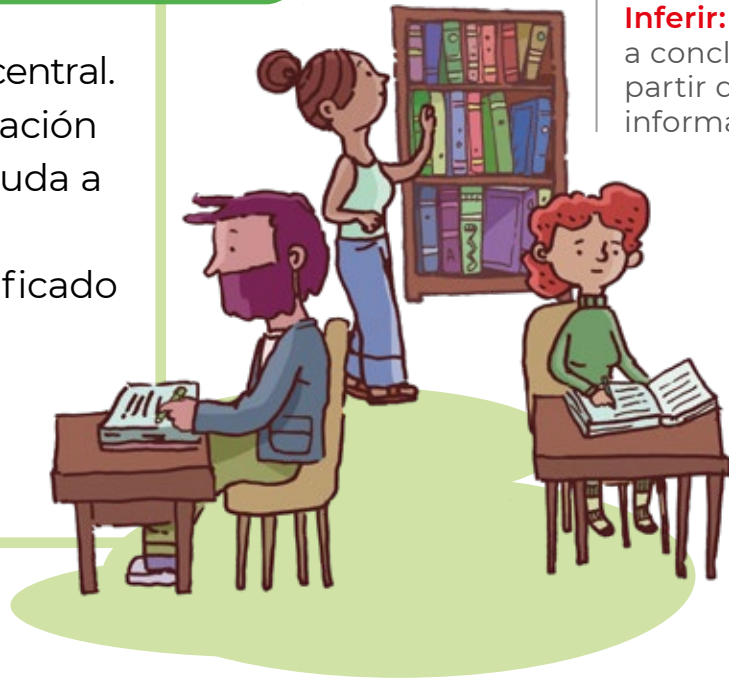 central.
ación
uda a
ficado
Inferir:
a concl
partir
informa
A